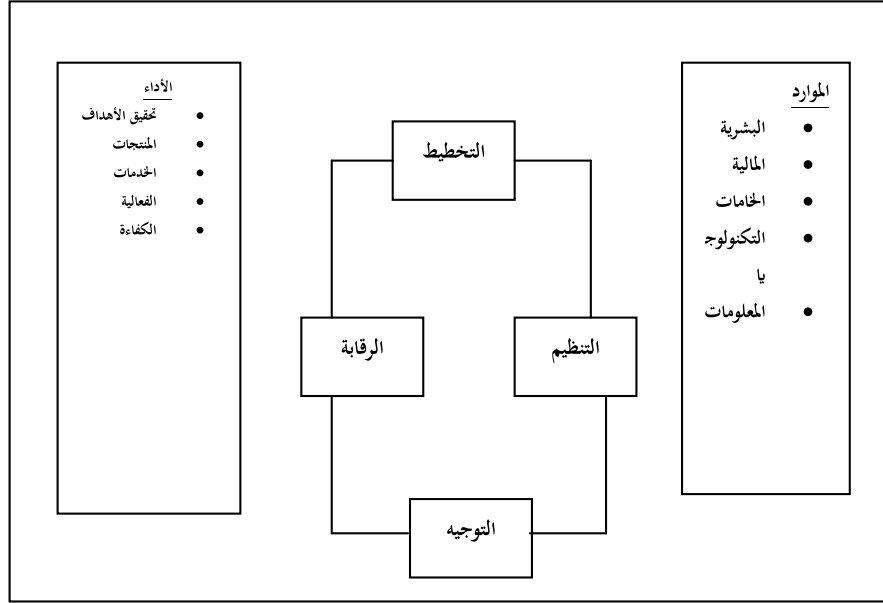 الموارد
• البشرية
• المالية
• الخامات
• التكنولوج
يا
• المعلومات
التخطيط
التنظيم
الرقابة
التوجيه
الأداء
• تحقيق الأهداف
• المنتجات
• الخدمات
• الفعالية
• الكفاءة